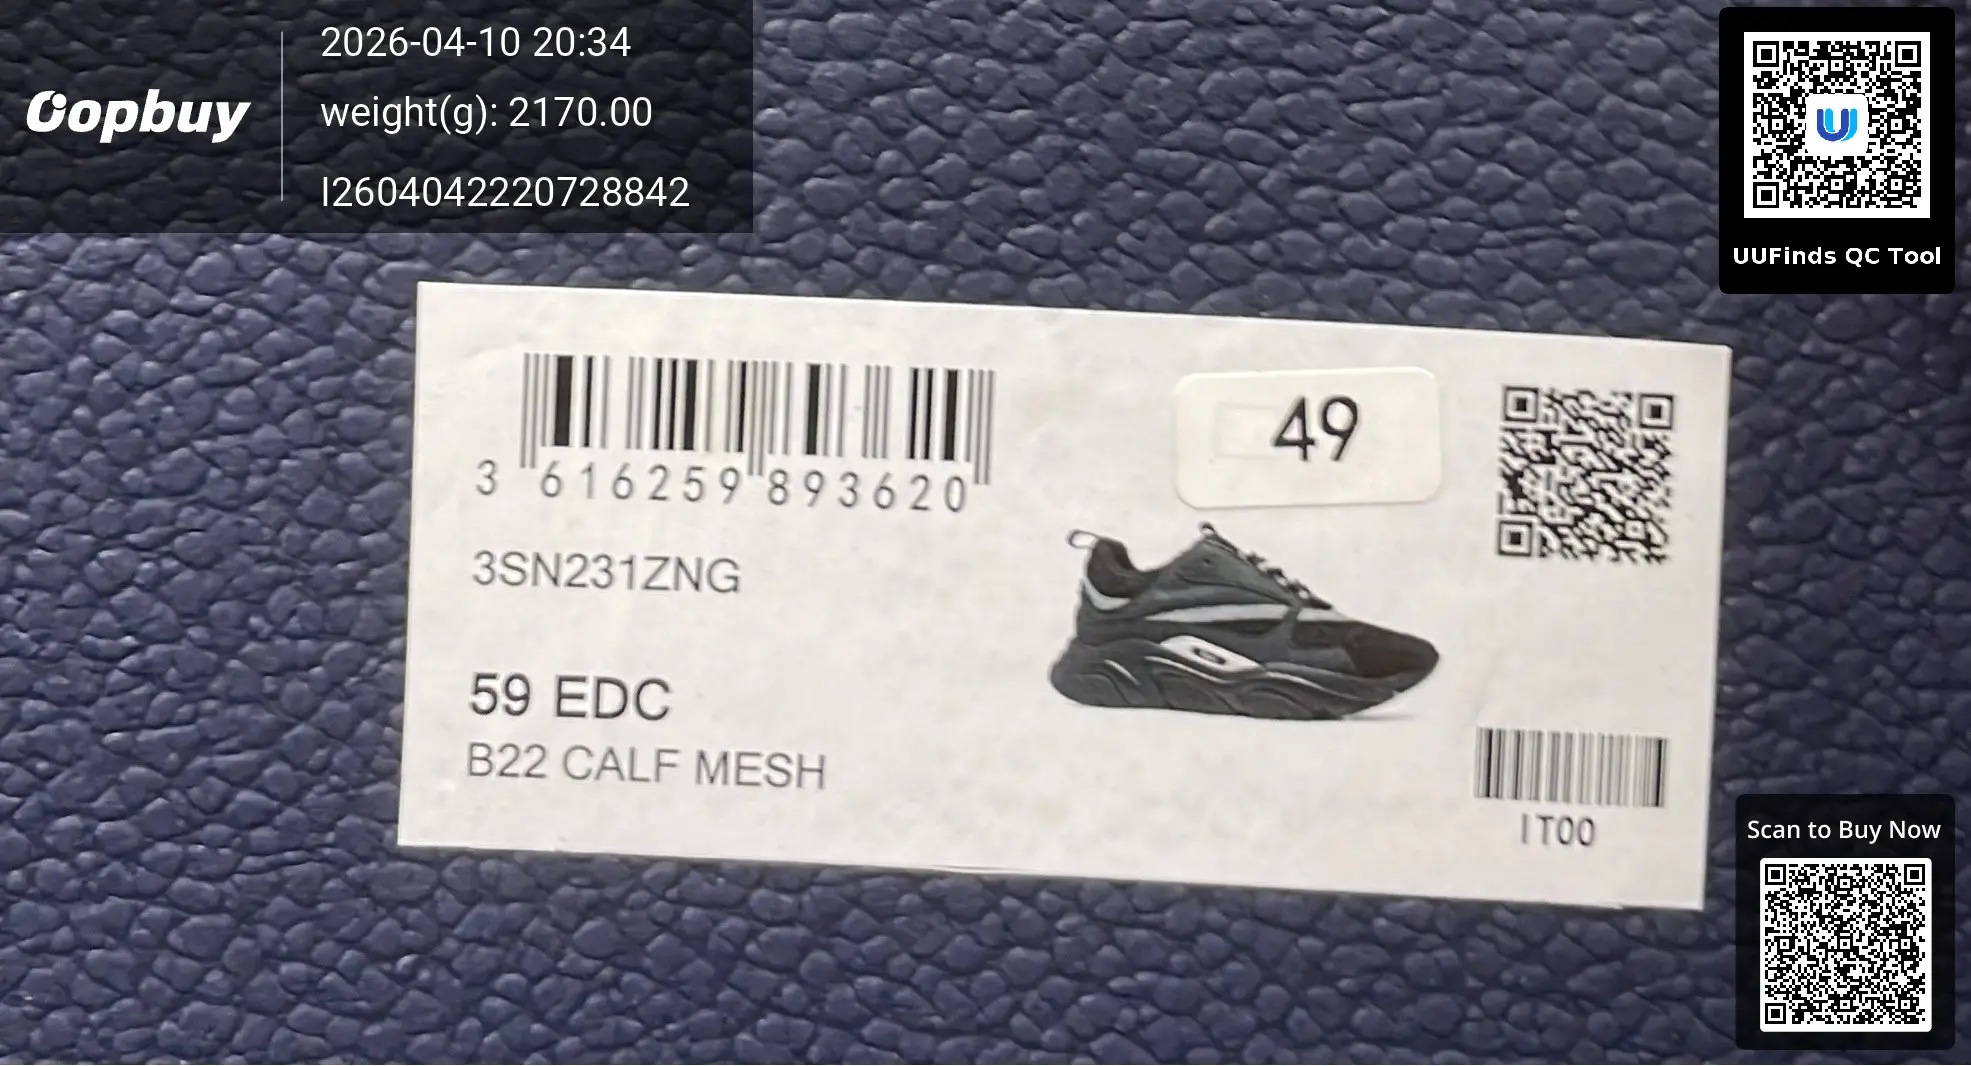 Oopbuy
2026-04-10 20:34
weight(g): 2170.00
I2604042220728842
UUFinds QC Tool
49
3 616259 893620
3SN231ZNG
59 EDC
B22 CALF MESH
IT00
Scan to Buy Now